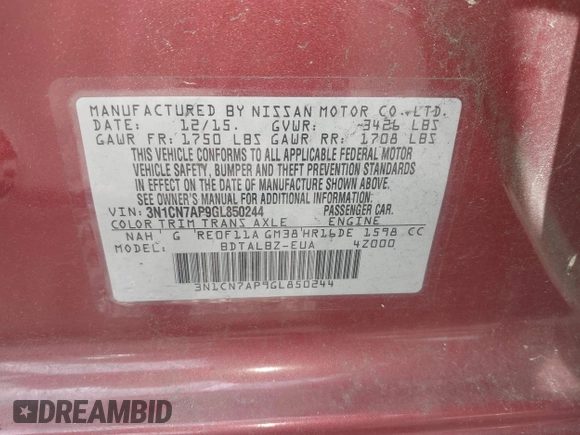 MANUFACTURED BY NISSAN MOTOR CO.,LTD.
DATE: 12/15. GVWR: 3426 LBS
GAWR FR: 1750 LBS GAWR RR: 1708 LBS
THIS VEHICLE CONFORMS TO ALL APPLICABLE FEDERAL MOTOR
VEHICLE SAFETY, BUMPER AND THEFT PREVENTION STANDARDS
IN EFFECT ON THE DATE OF MANUFACTURE SHOWN ABOVE.
SEE OWNER'S MANUAL FOR ADDITIONAL INFORMATION:
VIN: 3N1CN7AP9GL850244 PASSENGER CAR.
COLOR TRIM TRANS AXLE ENGINE
NAH G RE0F11A GM38 HR16DE 1598 CC
MODEL: BDTALBZ-EUA 4Z000
3N1CN7AP9GL850244
DREAMBID